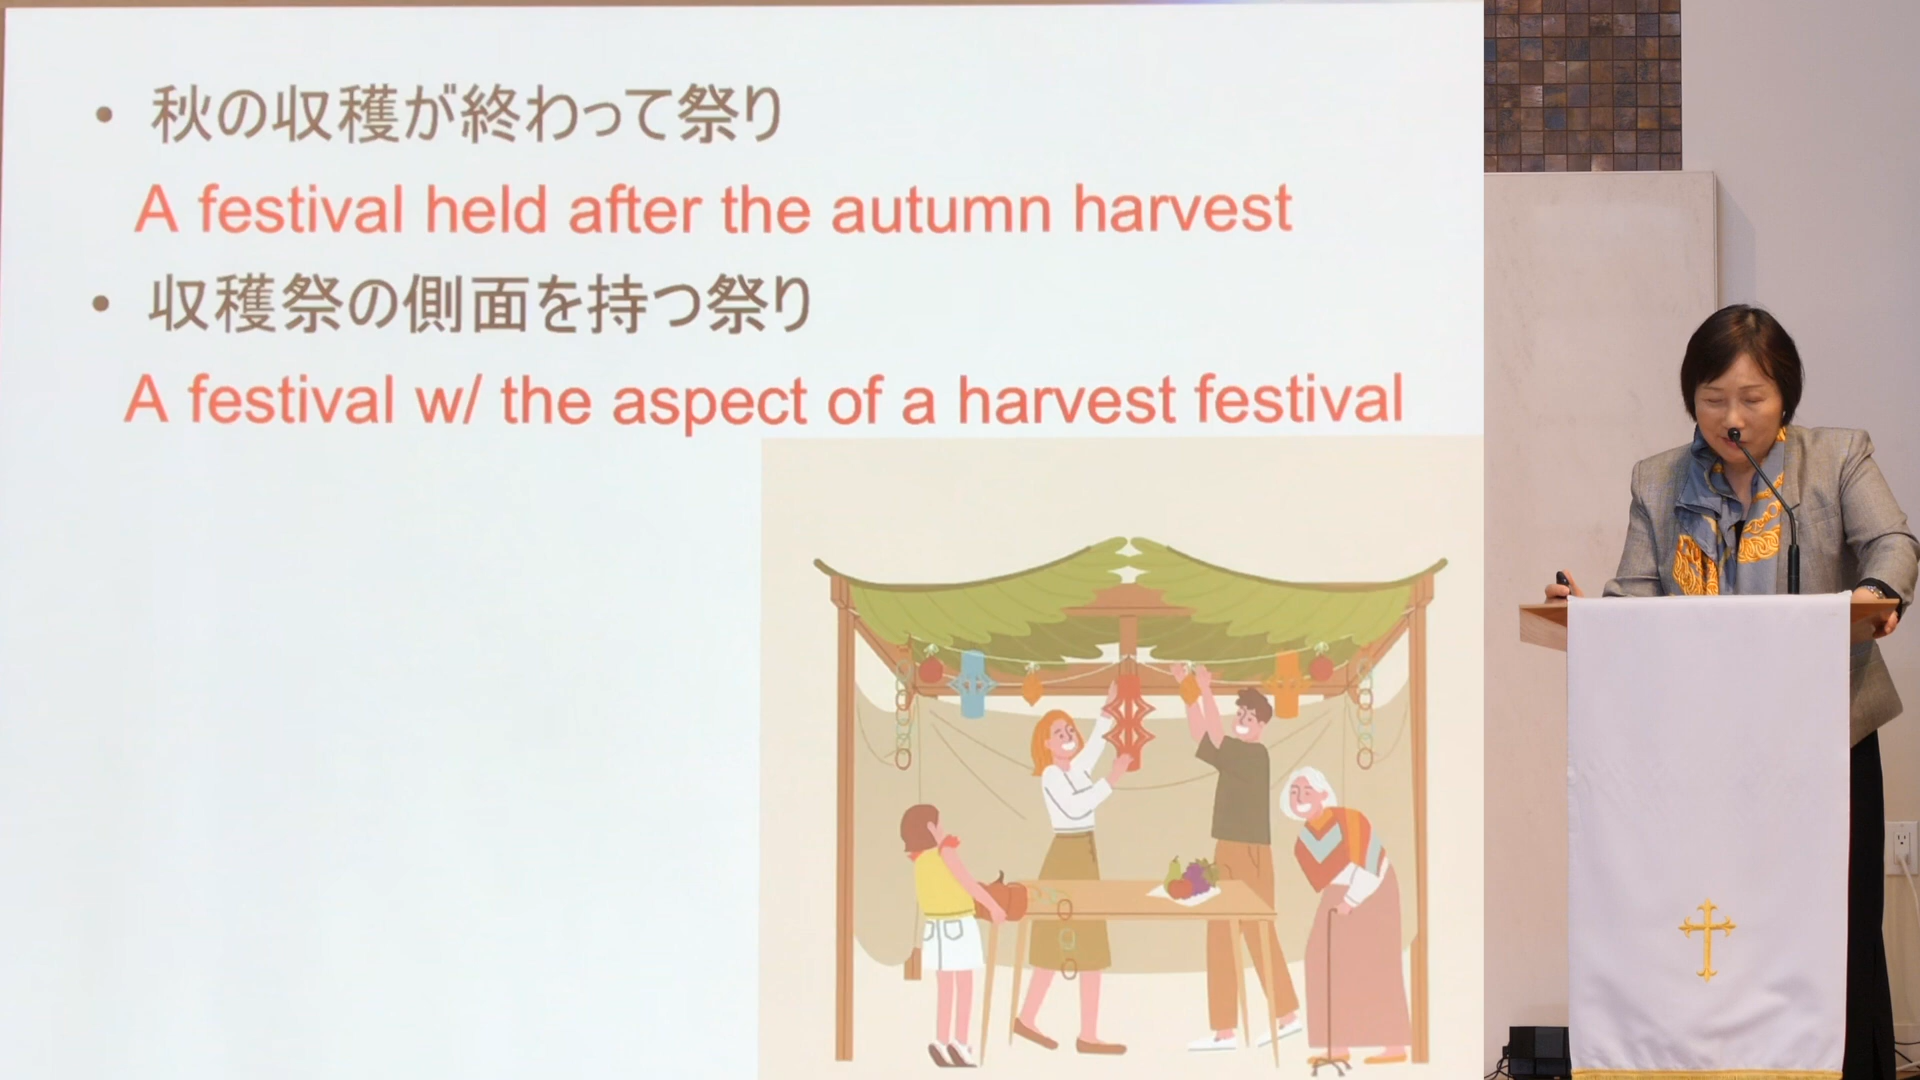 • 秋の収穫が終わって祭り
A festival held after the autumn harvest
• 収穫祭の側面を持つ祭り
A festival w/ the aspect of a harvest festival